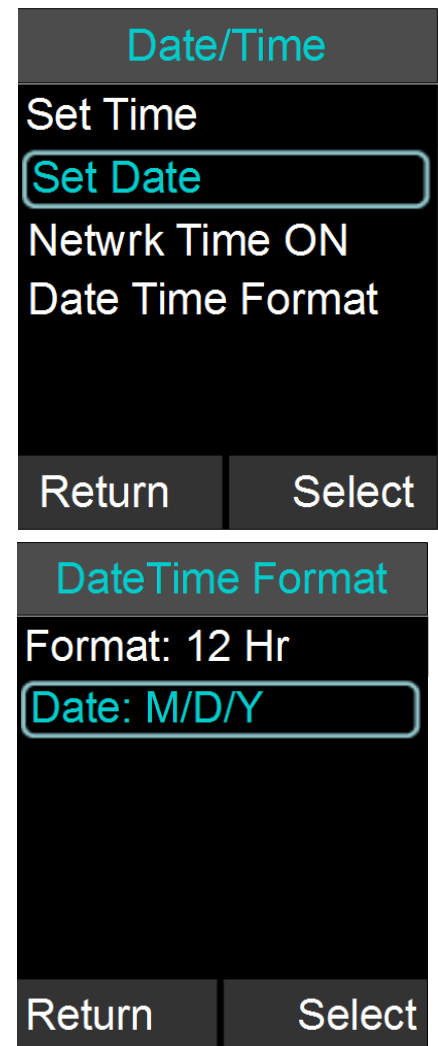 Date/Time
Set Time
Set Date
Netwrk Time ON
Date Time Format
Return Select
DateTime Format
Format: 12 Hr
Date: M/D/Y
Return Select